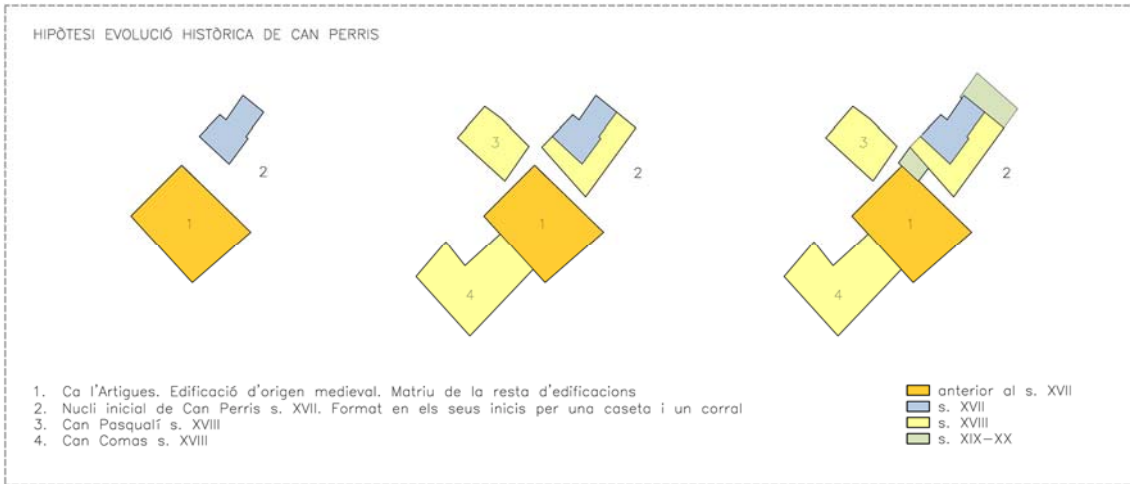 HIPÒTESI EVOLUCIÓ HISTÒRICA DE CAN PERRIS
2
1
3
2
1
4
3
2
1
4
1. Ca l'Artigues. Edificació d'origen medieval. Matriu de la resta d'edificacions
2. Nucli inicial de Can Perris s. XVII. Format en els seus inicis per una caseta i un corral
3. Can Pasqualí s. XVIII
4. Can Comas s. XVIII
anterior al s. XVII
s. XVII
s. XVIII
s. XIX-XX